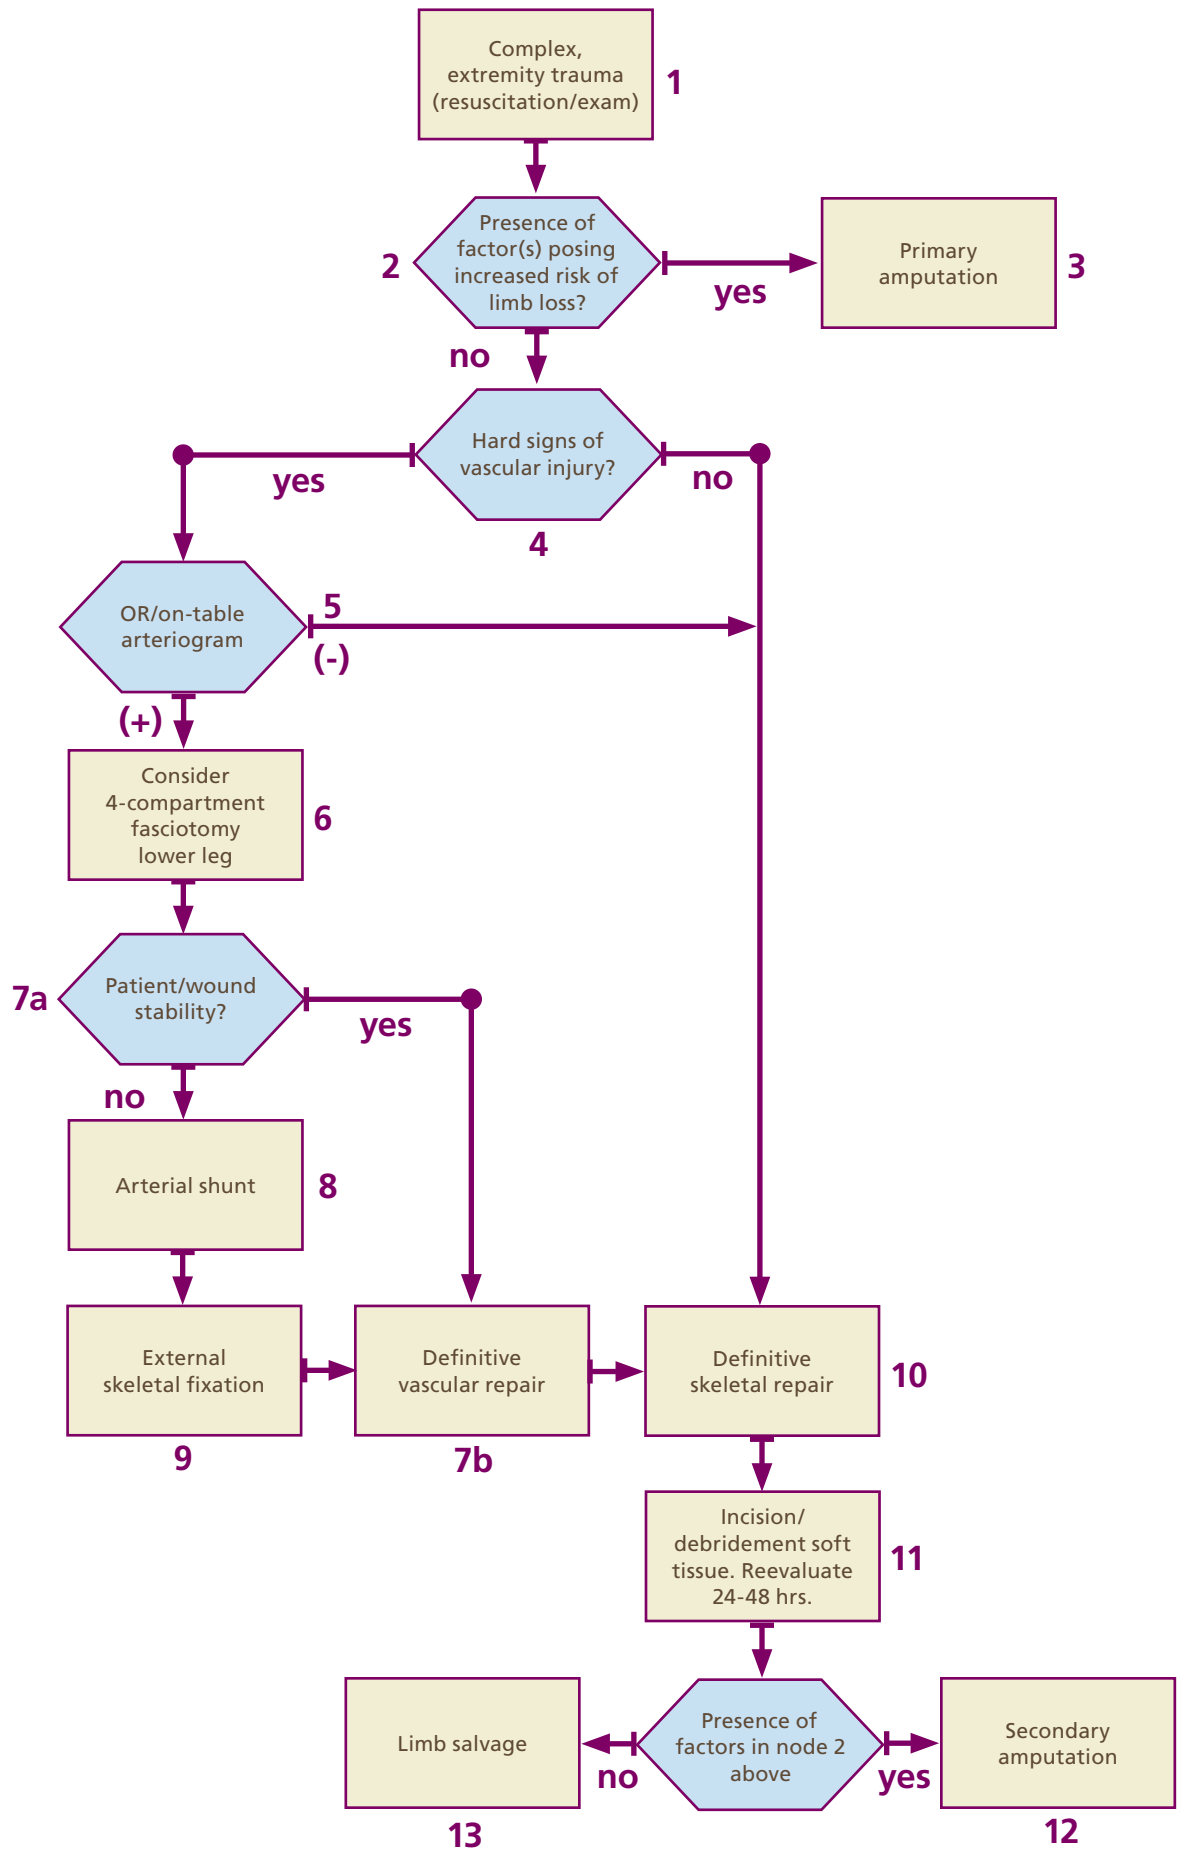 Complex,
extremity trauma
(resuscitation/exam)
1
Presence of
factor(s) posing
increased risk of
limb loss?
2
yes
Primary
amputation
3
no
Hard signs of
vascular injury?
4
yes
no
OR/on-table
arteriogram
5
(-)
(+)
Consider
4-compartment
fasciotomy
lower leg
6
7a
Patient/wound
stability?
yes
no
Arterial shunt
8
External
skeletal fixation
9
Definitive
vascular repair
7b
Definitive
skeletal repair
10
Incision/
debridement soft
tissue. Reevaluate
24-48 hrs.
11
Presence of
factors in node 2
above
no
yes
Limb salvage
13
Secondary
amputation
12